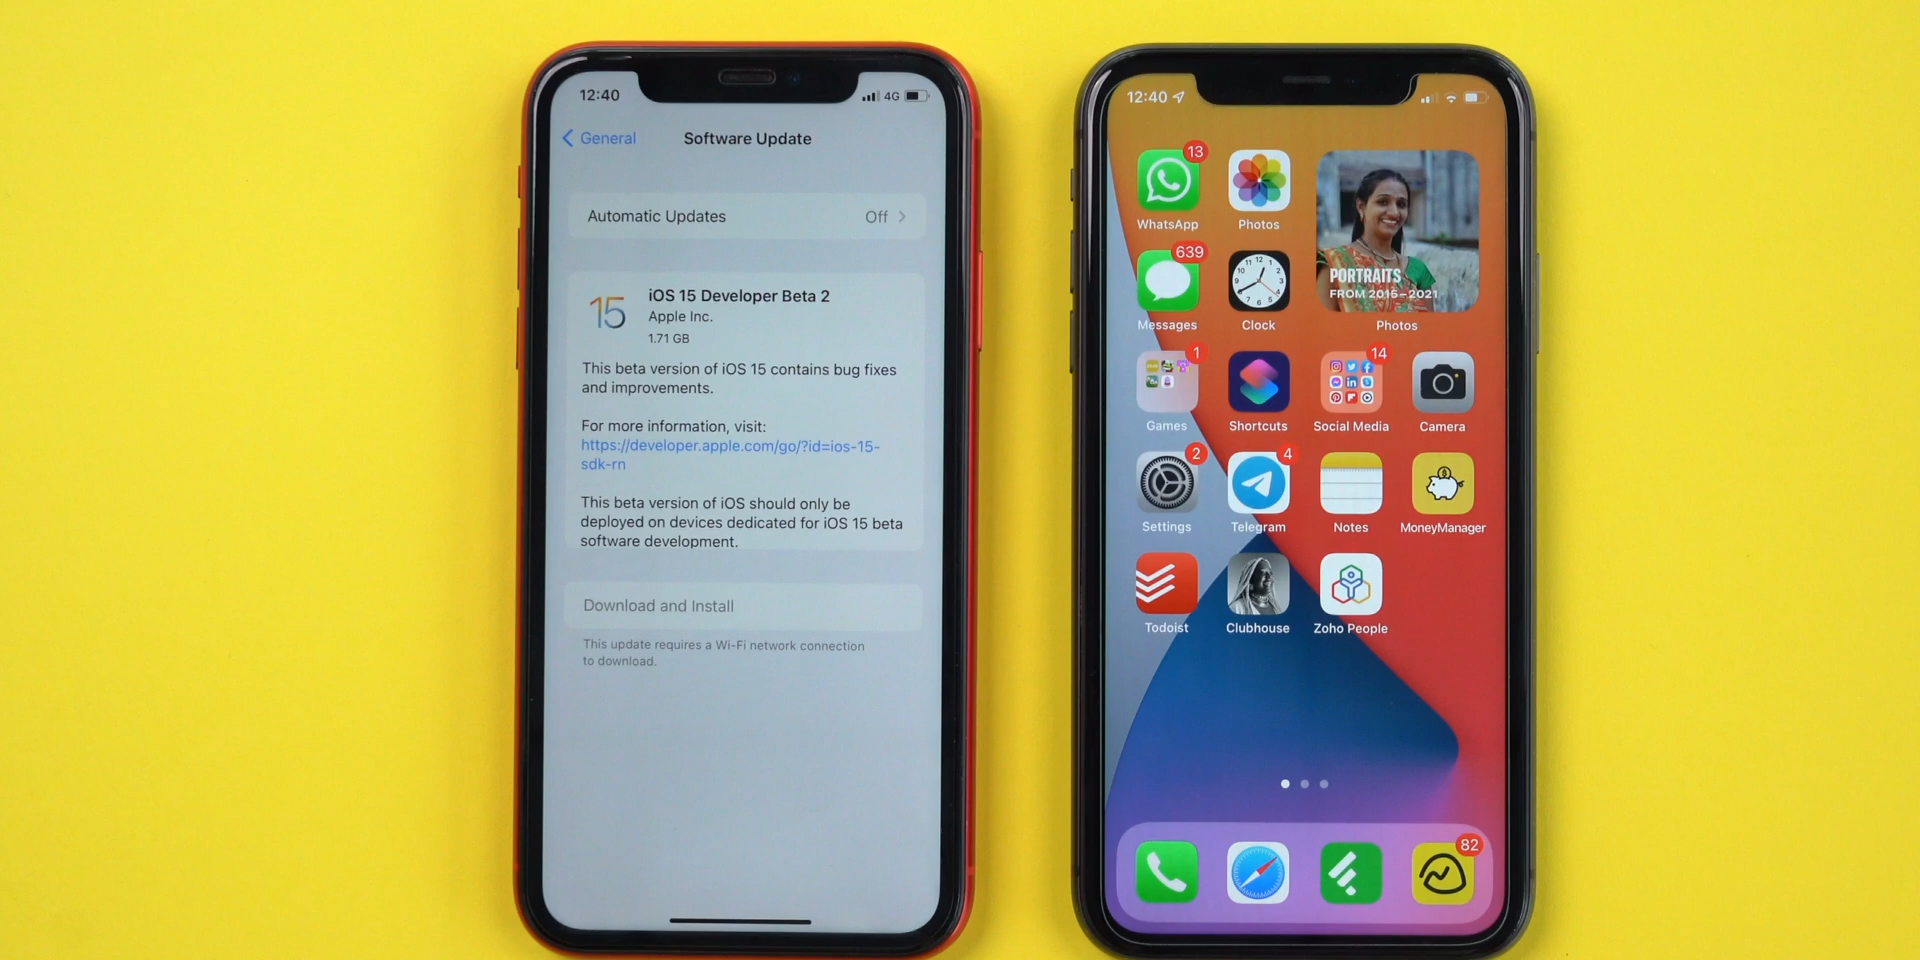 12:40
4G
General
Software Update
Automatic Updates
Off
15
iOS 15 Developer Beta 2
Apple Inc.
1.71 GB
This beta version of iOS 15 contains bug fixes
and improvements.
For more information, visit:
https://developer.apple.com/go/?id=ios-15-
sdk-rn
This beta version of iOS should only be
deployed on devices dedicated for iOS 15 beta
software development.
Download and Install
This update requires a Wi-Fi network connection
to download.
12:40
13
WhatsApp
Photos
PORTRAITS
FROM 2015–2021
639
Messages
Clock
Photos
1
14
Games
Shortcuts
Social Media
Camera
2
4
Settings
Telegram
Notes
MoneyManager
Todoist
Clubhouse
Zoho People
82